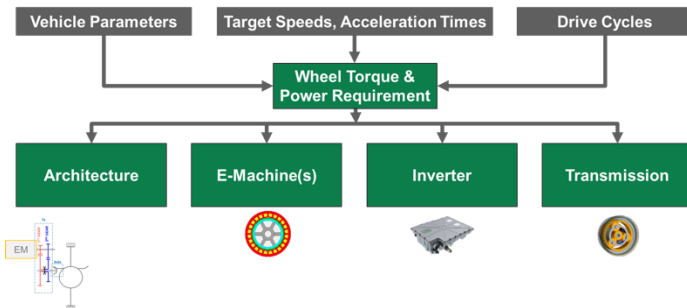 Vehicle Parameters
Target Speeds, Acceleration Times
Drive Cycles
Wheel Torque &
Power Requirement
Architecture
E-Machine(s)
Inverter
Transmission
EM